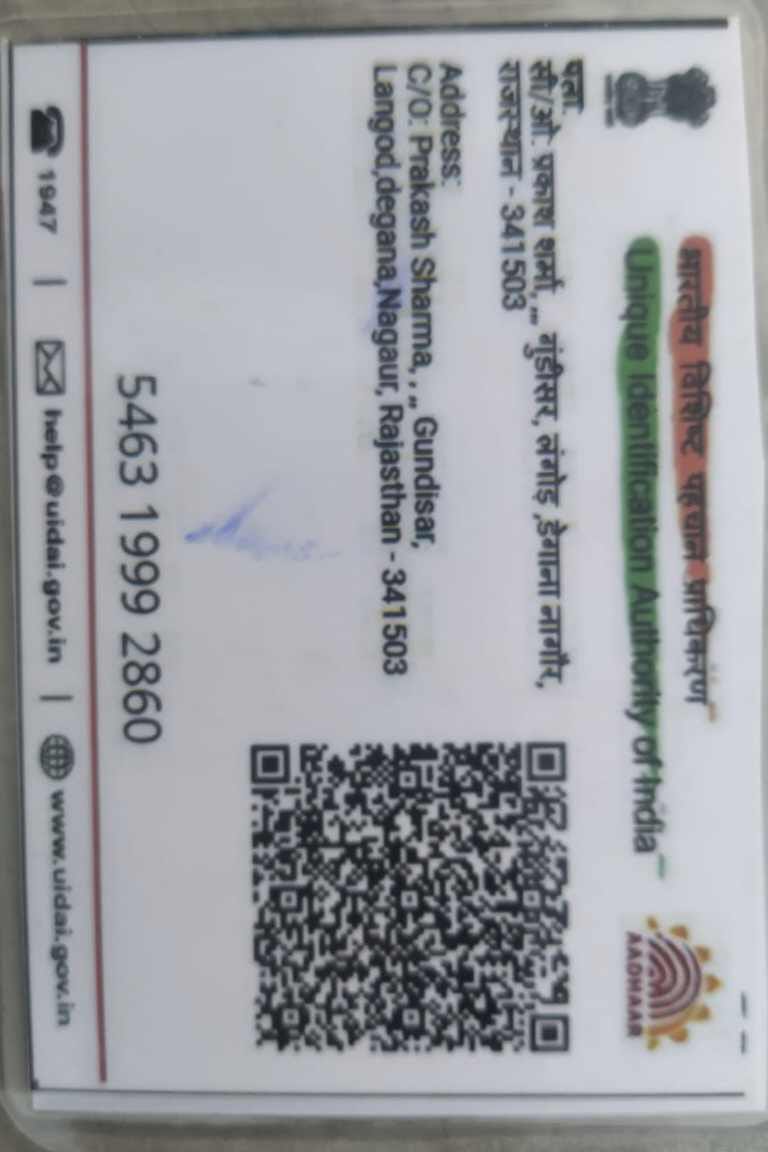 भारतीय विशिष्ट पहचान प्राधिकरण
Unique Identification Authority of India
AADHAAR
पता:
सी/ओ: प्रकाश शर्मा, ,,, गुंडीसर, लंगोड़ ,डेगाना नागौर,
राजस्थान - 341503
Address:
C/O: Prakash Sharma, , ,, Gundisar,
Langod,degana,Nagaur, Rajasthan - 341503
5463 1999 2860
1947 | help@uidai.gov.in | www.uidai.gov.in